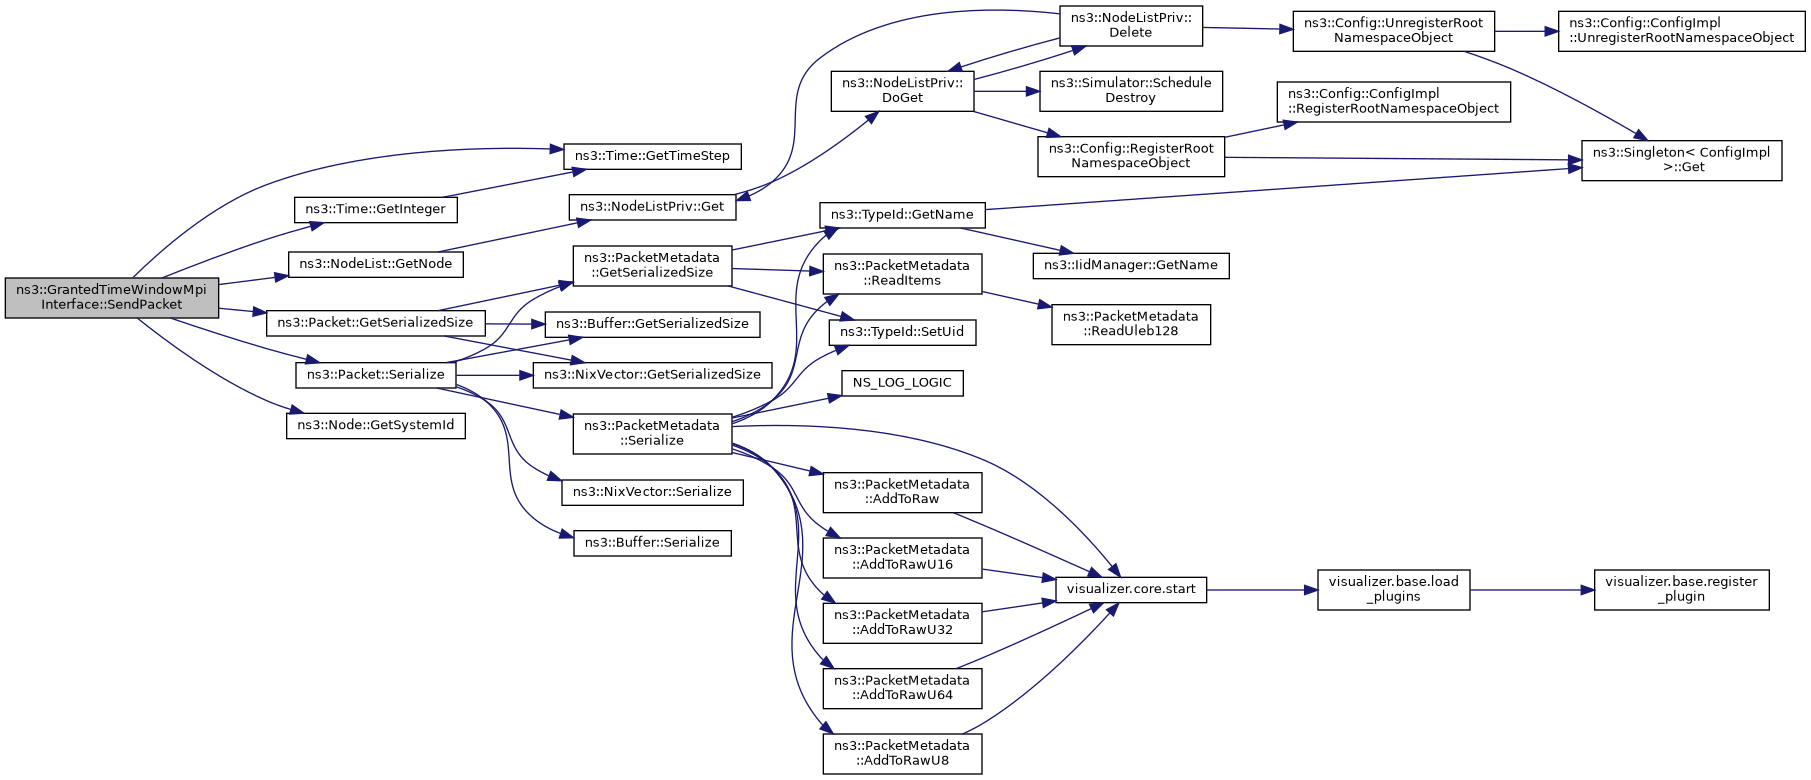 ns3::GrantedTimeWindowMpi
Interface::SendPacket
ns3::Time::GetTimeStep
ns3::Time::GetInteger
ns3::NodeList::GetNode
ns3::Packet::GetSerializedSize
ns3::Packet::Serialize
ns3::Node::GetSystemId
ns3::NodeListPriv::Get
ns3::PacketMetadata
::GetSerializedSize
ns3::Buffer::GetSerializedSize
ns3::NixVector::GetSerializedSize
ns3::PacketMetadata
::Serialize
ns3::NixVector::Serialize
ns3::Buffer::Serialize
ns3::NodeListPriv::
DoGet
ns3::NodeListPriv::
Delete
ns3::Simulator::Schedule
Destroy
ns3::Config::RegisterRoot
NamespaceObject
ns3::Config::UnregisterRoot
NamespaceObject
ns3::Config::ConfigImpl
::UnregisterRootNamespaceObject
ns3::Config::ConfigImpl
::RegisterRootNamespaceObject
ns3::Singleton< ConfigImpl
>::Get
ns3::TypeId::GetName
ns3::IidManager::GetName
ns3::PacketMetadata
::ReadItems
ns3::PacketMetadata
::ReadUleb128
ns3::TypeId::SetUid
NS_LOG_LOGIC
ns3::PacketMetadata
::AddToRaw
ns3::PacketMetadata
::AddToRawU16
ns3::PacketMetadata
::AddToRawU32
ns3::PacketMetadata
::AddToRawU64
ns3::PacketMetadata
::AddToRawU8
visualizer.core.start
visualizer.base.load
_plugins
visualizer.base.register
_plugin